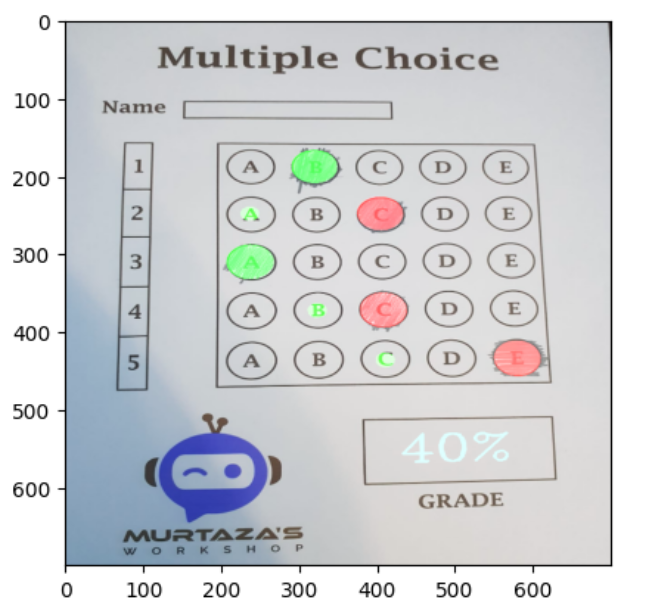 0
100
200
300
400
500
600
Multiple Choice
Name
1 A B C D E
2 A B C D E
3 A B C D E
4 A B C D E
5 A B C D E
40%
GRADE
MURTAZA'S
WORKSHOP
0 100 200 300 400 500 600